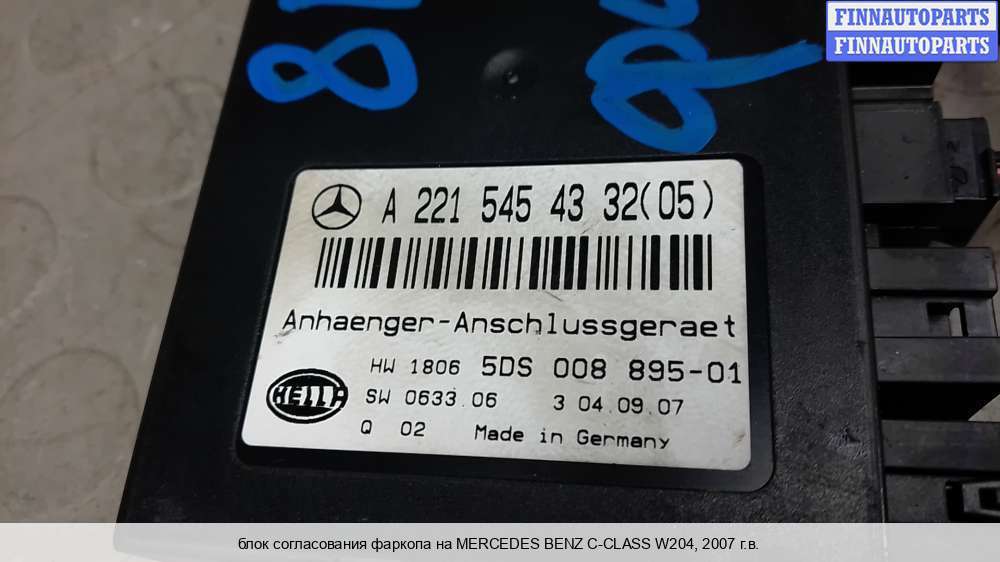 FINNAUTOPARTS
FINNAUTOPARTS
A 221 545 43 32(05)
Anhaenger-Anschlussgeraet
HW 1806 5DS 008 895-01
HELLA
SW 0633.06 3 04.09.07
Q 02 Made in Germany
блок согласования фаркопа на MERCEDES BENZ C-CLASS W204, 2007 г.в.